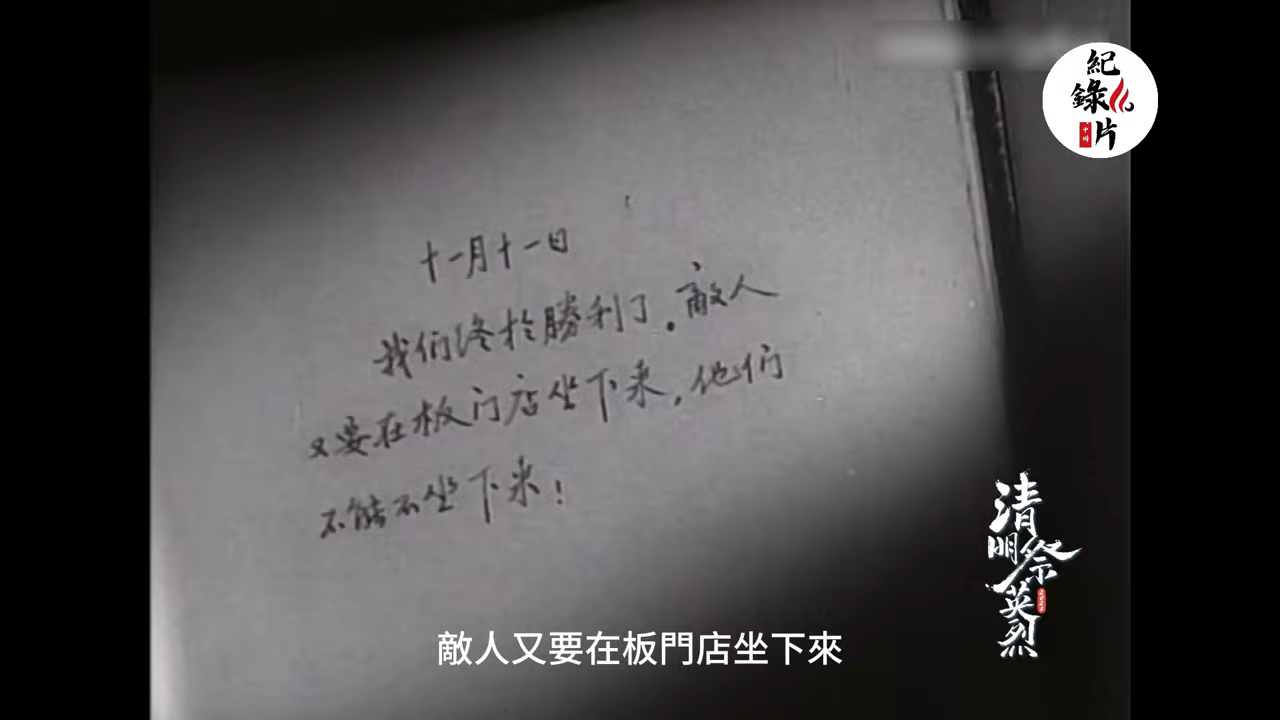 紀
錄
片
十一月十一日
我们终於勝利了。敵人
又要在板门店坐下来,他们
不能不坐下来!
清明祭英烈
敵人又要在板門店坐下來